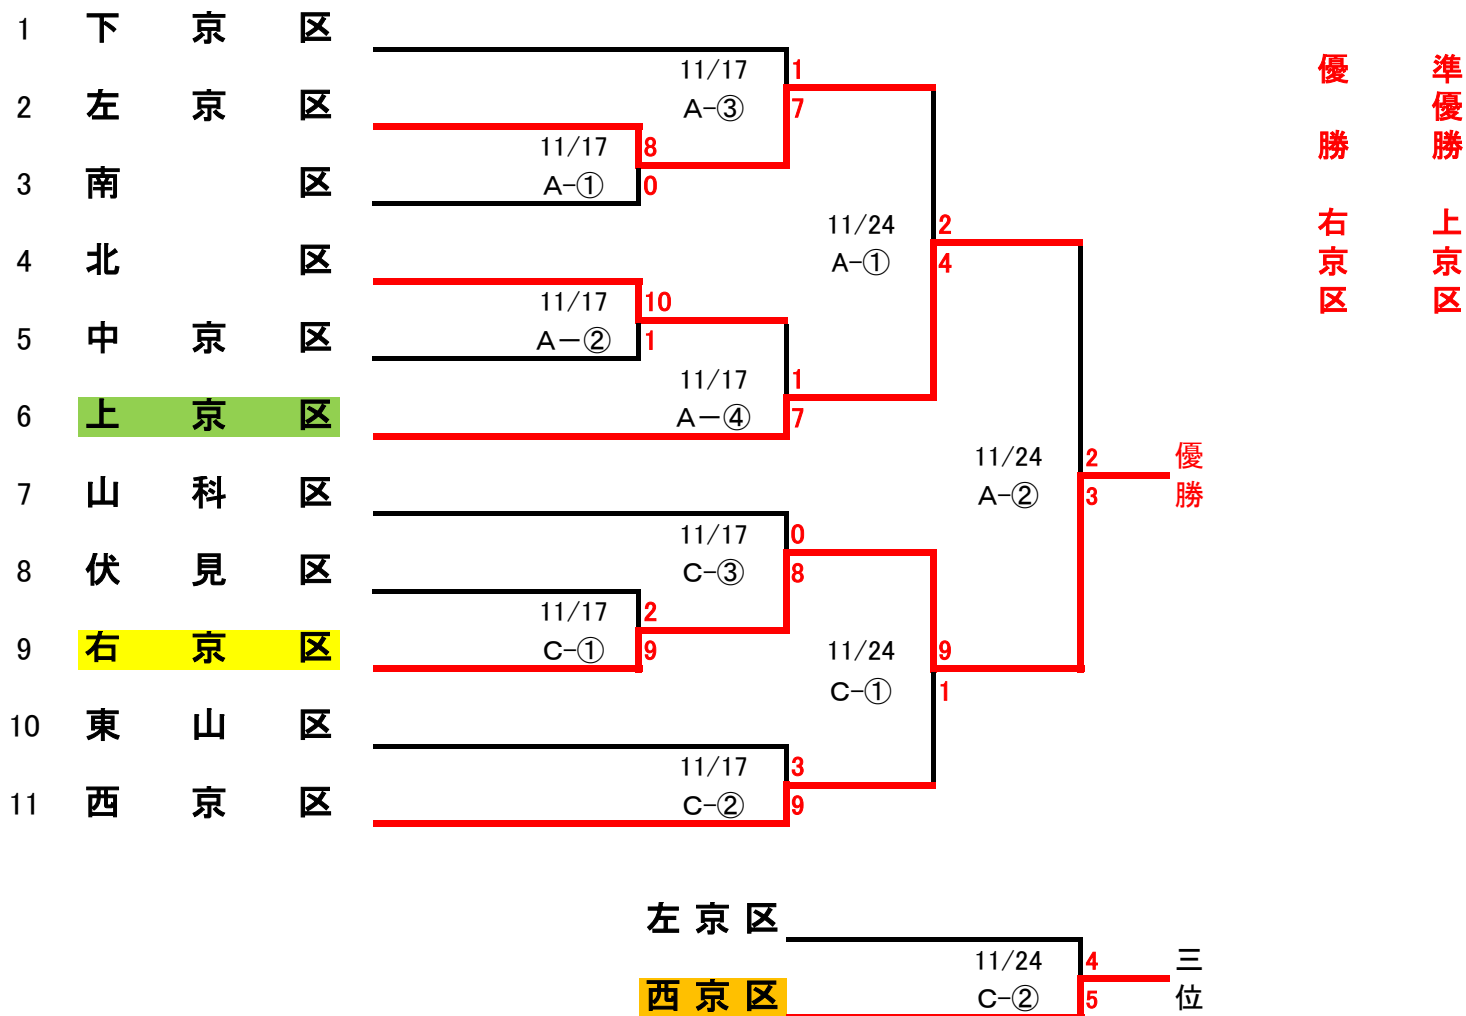 1 下京区
11/17 1
A-③ 7
2 左京区
11/17 8
A-① 0
3 南区
4 北区
11/17 10
A－② 1
5 中京区
11/17 1
A－④ 7
6 上京区
11/24 2
A-① 4
7 山科区
11/17 0
C-③ 8
8 伏見区
11/17 2
C-① 9
9 右京区
11/24 9
C-① 1
10 東山区
11/17 3
C-② 9
11 西京区
11/24 2
A-② 3
優勝
優勝 右京区
準優勝 上京区
左京区
11/24 4
C-② 5
西京区
三位